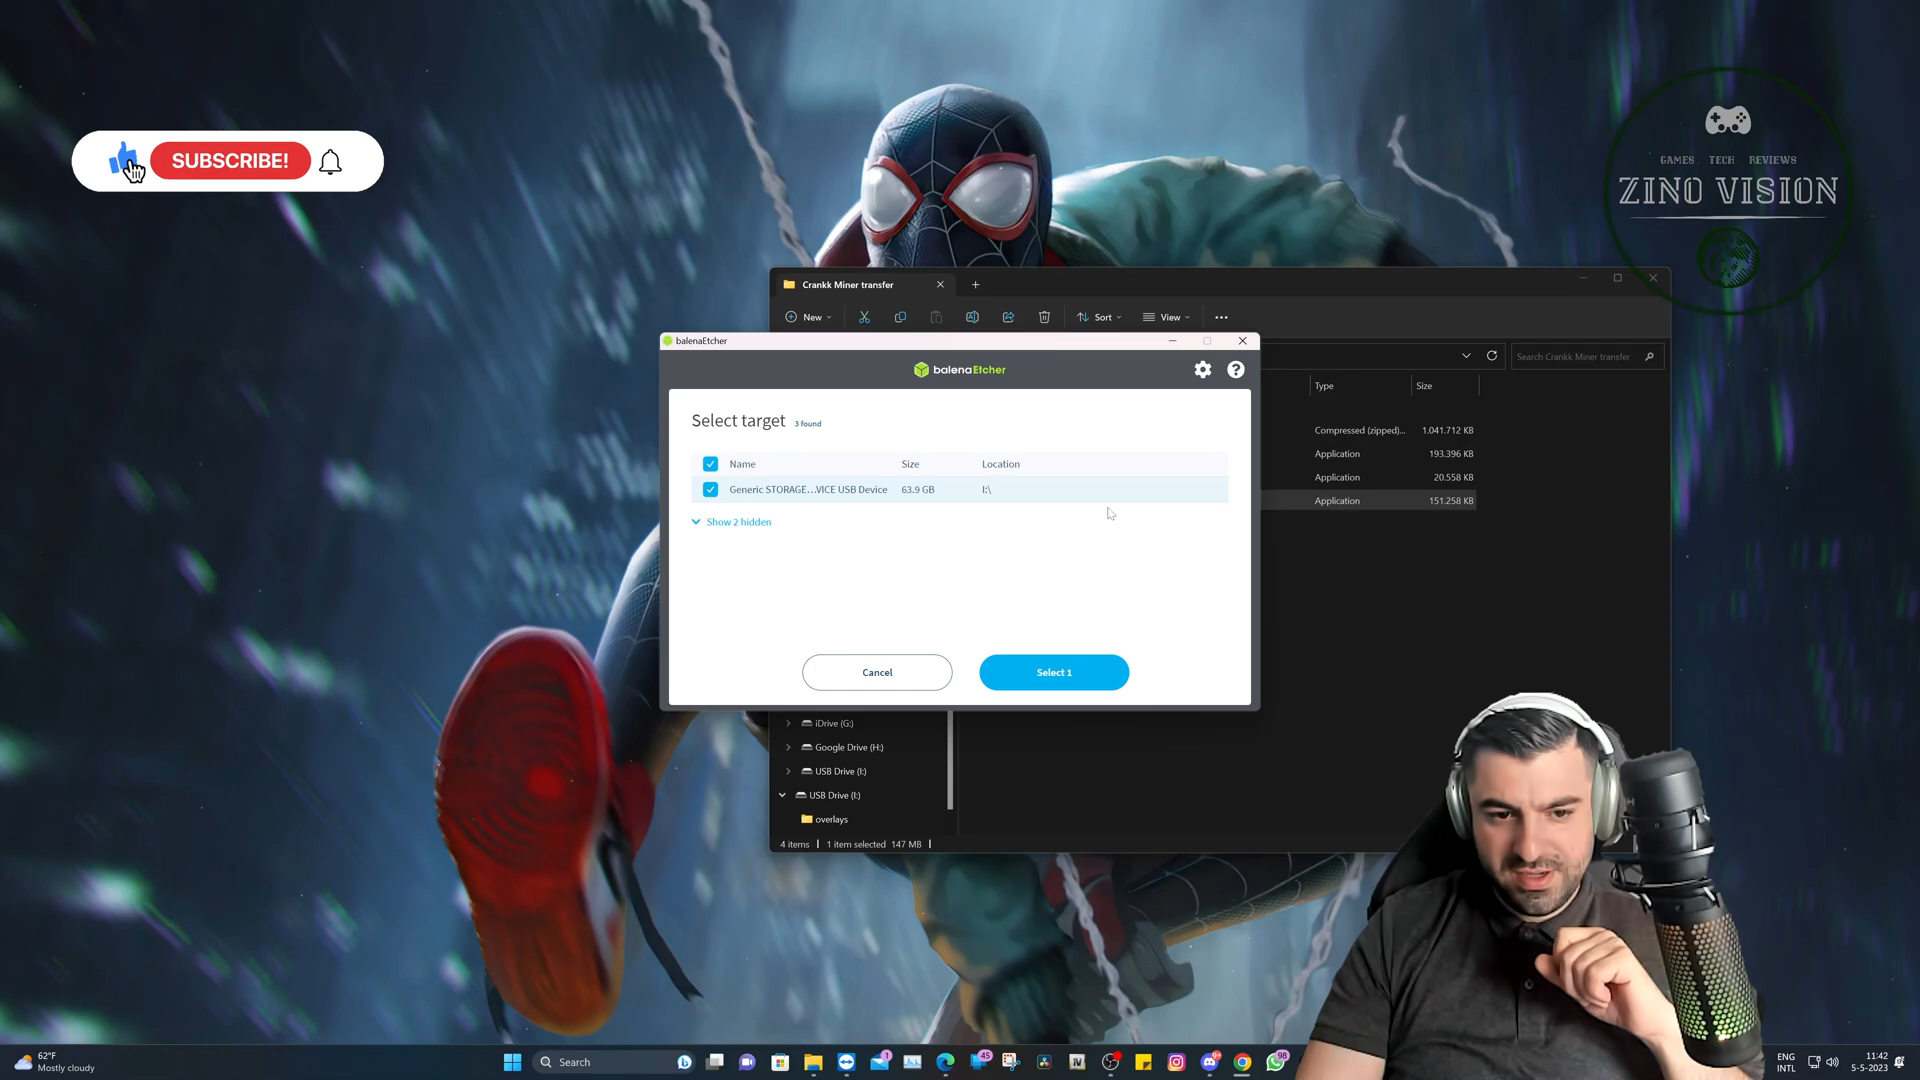 SUBSCRIBE!
GAMES . TECH . REVIEWS
ZINO VISION
Crankk Miner transfer
New
Sort
View
balenaEtcher
balenaEtcher
Search Crankk Miner transfer
Type
Size
Select target 3 found
Name
Size
Location
Generic STORAGE...VICE USB Device
63.9 GB
I:\
Show 2 hidden
Compressed (zipped)...
1.041.712 KB
Application
193.396 KB
Application
20.558 KB
Application
151.258 KB
Cancel
Select 1
iDrive (G:)
Google Drive (H:)
USB Drive (I:)
USB Drive (I:)
overlays
4 items
1 item selected 147 MB
62°F
Mostly cloudy
Search
1
45
98
ENG
INTL
11:42
5-5-2023